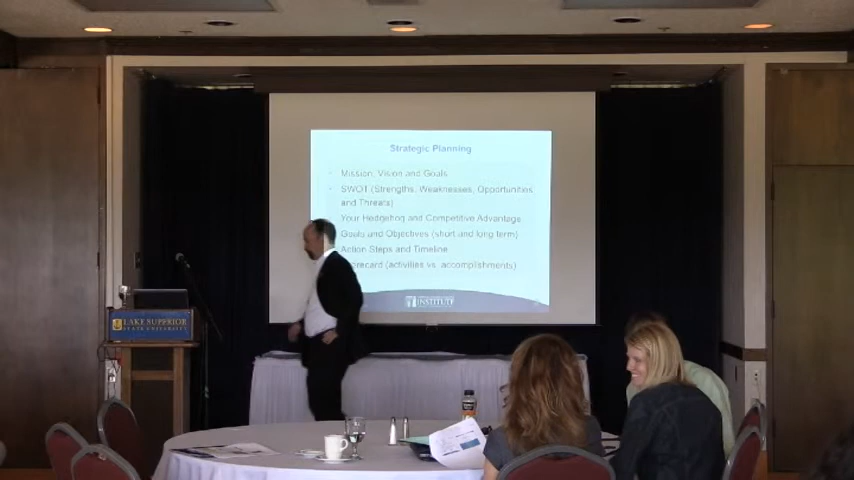 Strategic Planning
Mission, Vision and Goals
SWOT (Strengths, Weaknesses, Opportunities
and Threats)
Your Hedgehog and Competitive Advantage
Goals and Objectives (short and long term)
Action Steps and Timeline
(activities vs. accomplishments)
INSTITUTE
LAKE SUPERIOR
STATE UNIVERSITY